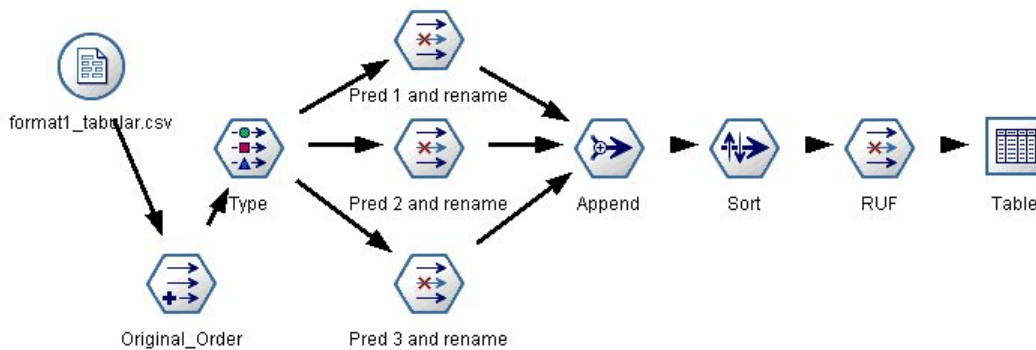 Pred 1 and rename
format1_tabular.csv
Type
Pred 2 and rename
Append
Sort
RUF
Table
Original_Order
Pred 3 and rename